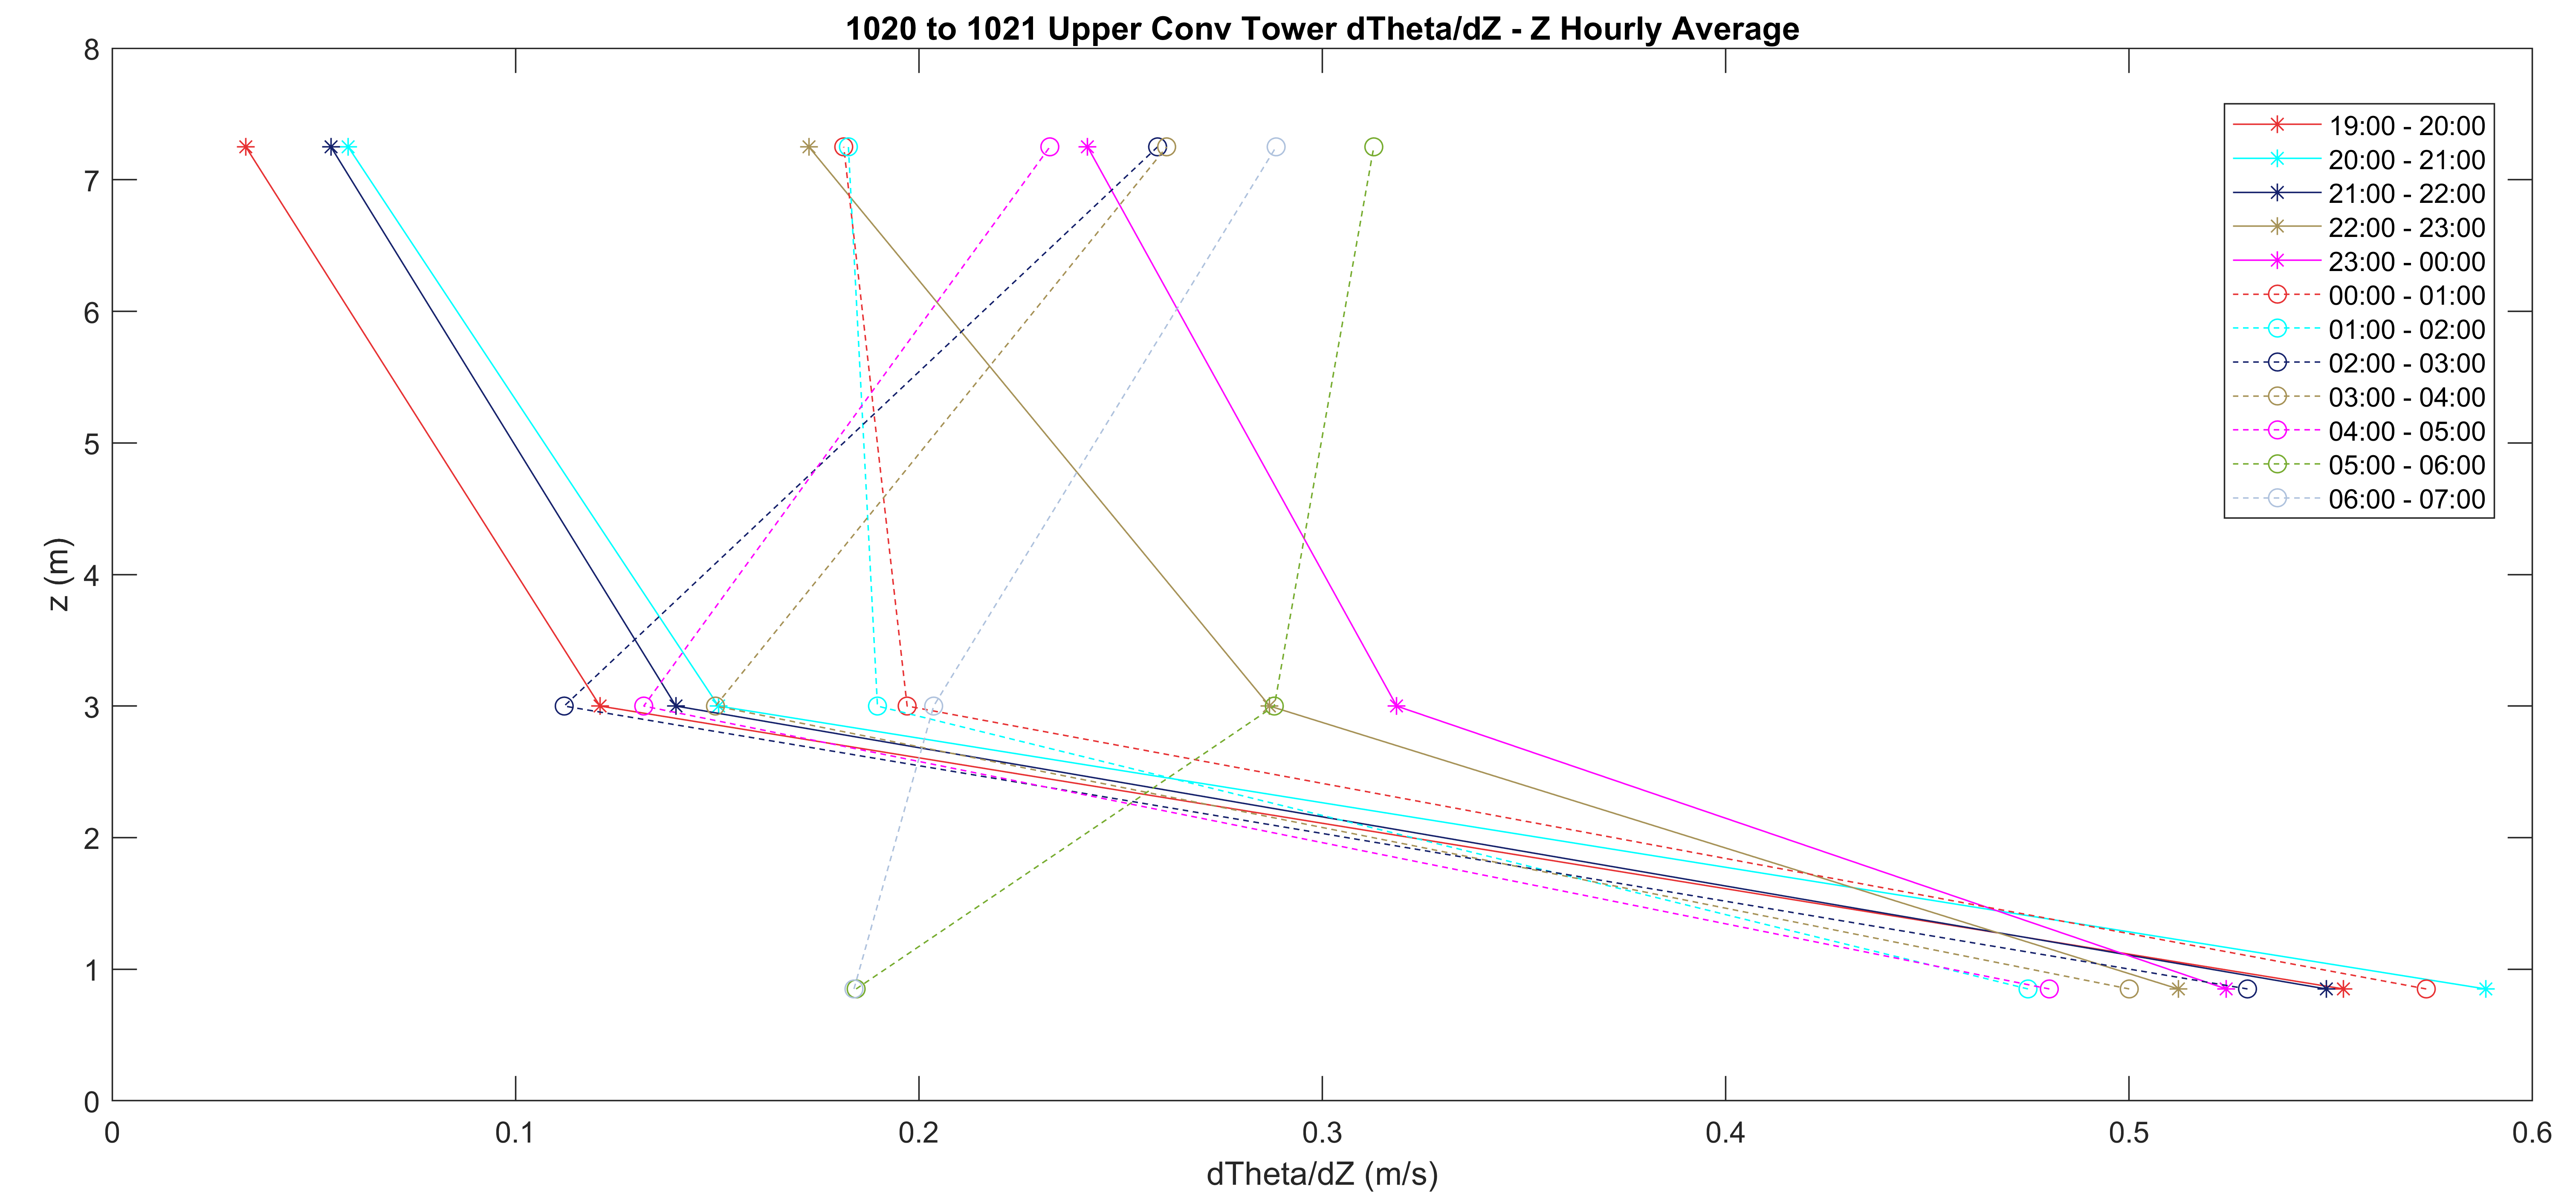 1020 to 1021 Upper Conv Tower dTheta/dZ - Z Hourly Average
8
7
6
5
4
3
2
1
0
z (m)
19:00 - 20:00
20:00 - 21:00
21:00 - 22:00
22:00 - 23:00
23:00 - 00:00
00:00 - 01:00
01:00 - 02:00
02:00 - 03:00
03:00 - 04:00
04:00 - 05:00
05:00 - 06:00
06:00 - 07:00
0 0.1 0.2 0.3 0.4 0.5 0.6
dTheta/dZ (m/s)